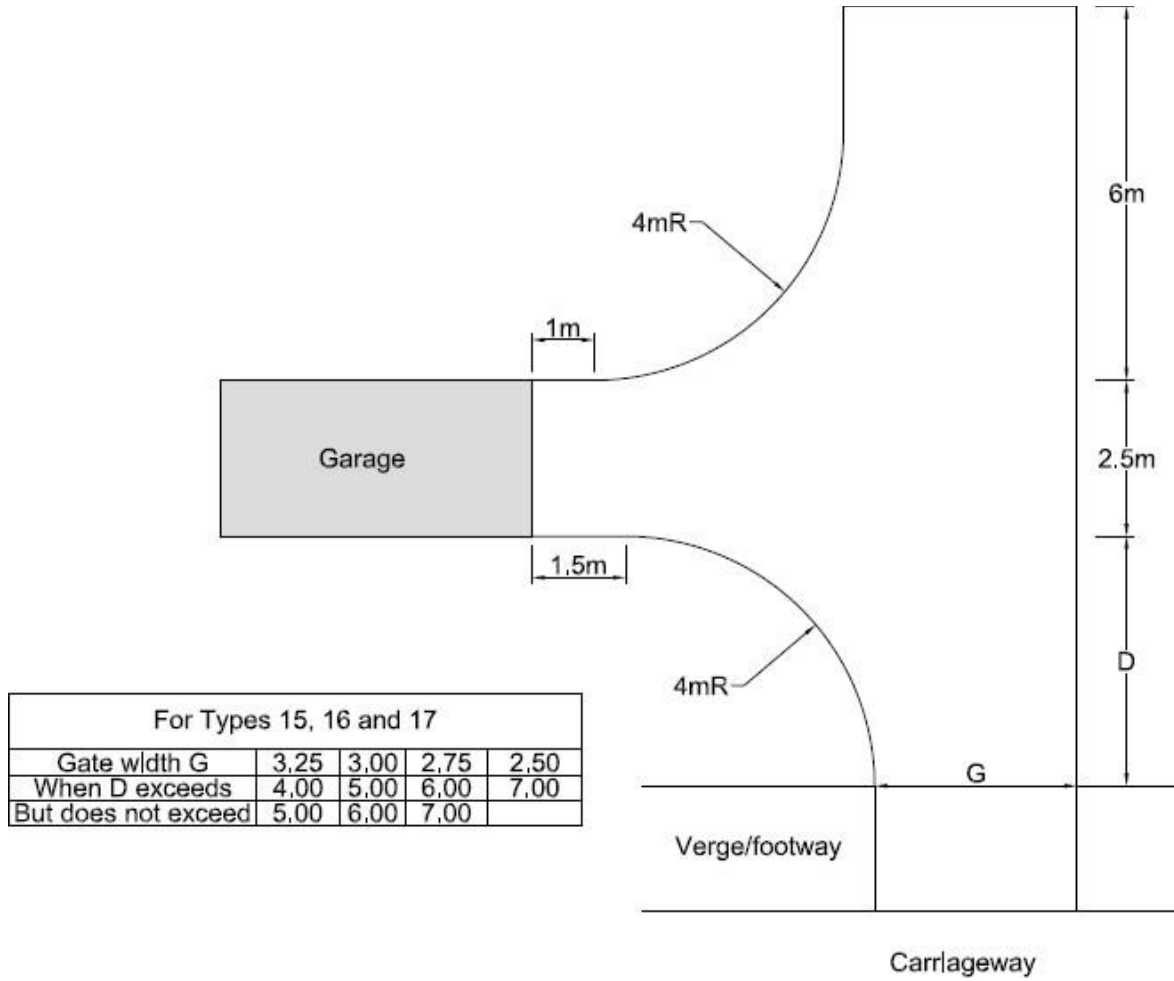 6m
4mR
1m
Garage
2.5m
1.5m
D
4mR
For Types 15, 16 and 17
Gate width G 3.25 3.00 2.75 2.50
When D exceeds 4.00 5.00 6.00 7.00
But does not exceed 5.00 6.00 7.00
G
Verge/footway
Carriageway